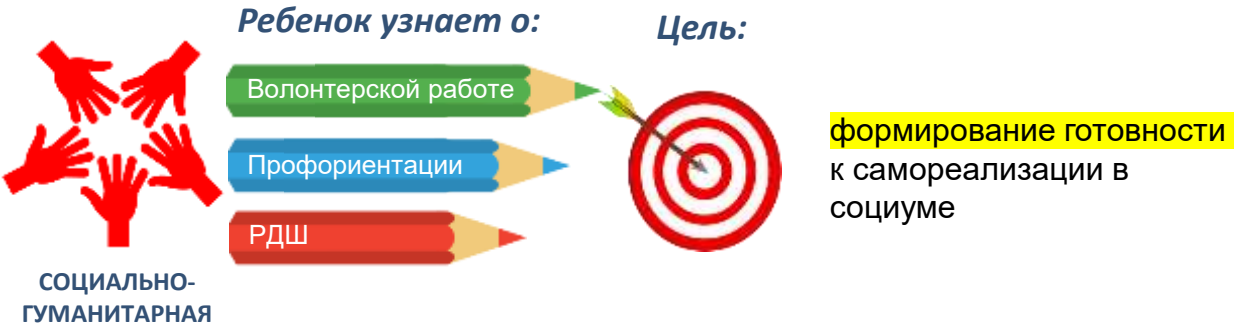 Ребенок узнает о:
Цель:
Волонтерской работе
Профориентации
РДШ
формирование готовности
к самореализации в
социуме
СОЦИАЛЬНО-
ГУМАНИТАРНАЯ